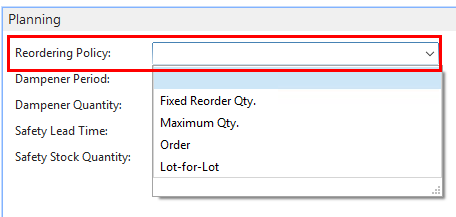 Planning
Reordering Policy:
Dampener Period:
Dampener Quantity:
Safety Lead Time:
Safety Stock Quantity:
Fixed Reorder Qty.
Maximum Qty.
Order
Lot-for-Lot